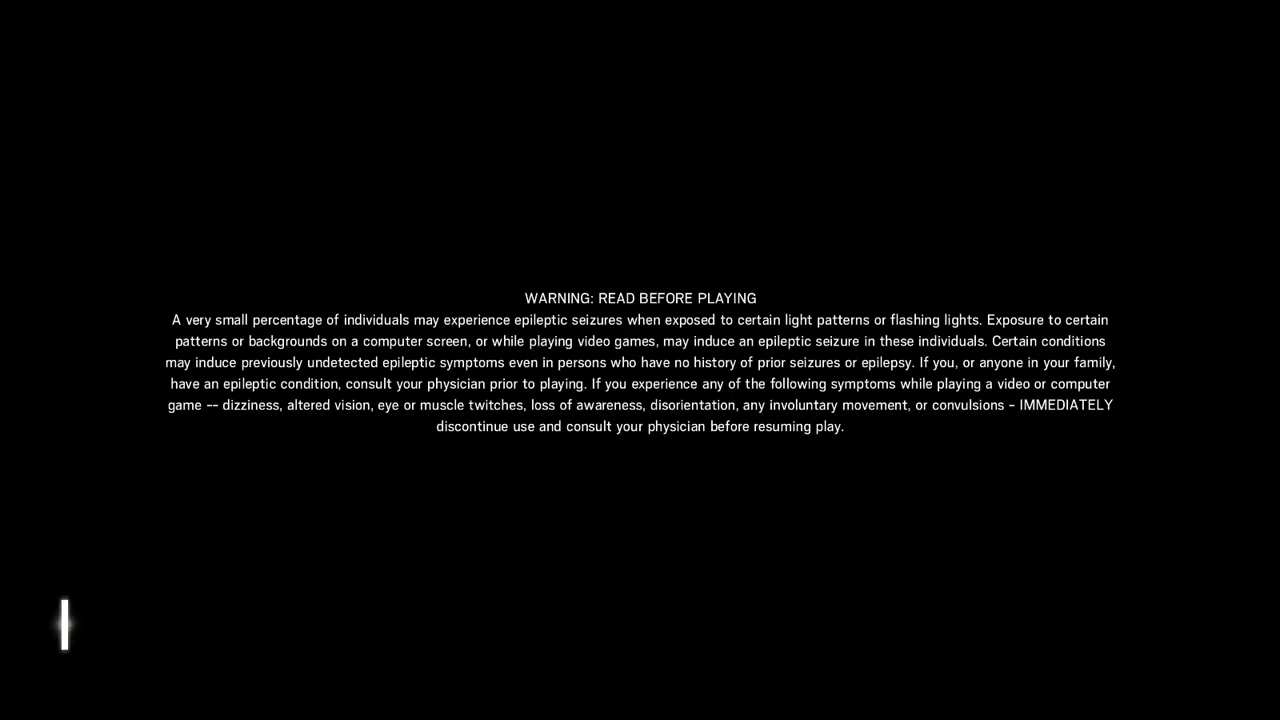 WARNING: READ BEFORE PLAYING
A very small percentage of individuals may experience epileptic seizures when exposed to certain light patterns or flashing lights. Exposure to certain
patterns or backgrounds on a computer screen, or while playing video games, may induce an epileptic seizure in these individuals. Certain conditions
may induce previously undetected epileptic symptoms even in persons who have no history of prior seizures or epilepsy. If you, or anyone in your family,
have an epileptic condition, consult your physician prior to playing. If you experience any of the following symptoms while playing a video or computer
game -- dizziness, altered vision, eye or muscle twitches, loss of awareness, disorientation, any involuntary movement, or convulsions - IMMEDIATELY
discontinue use and consult your physician before resuming play.